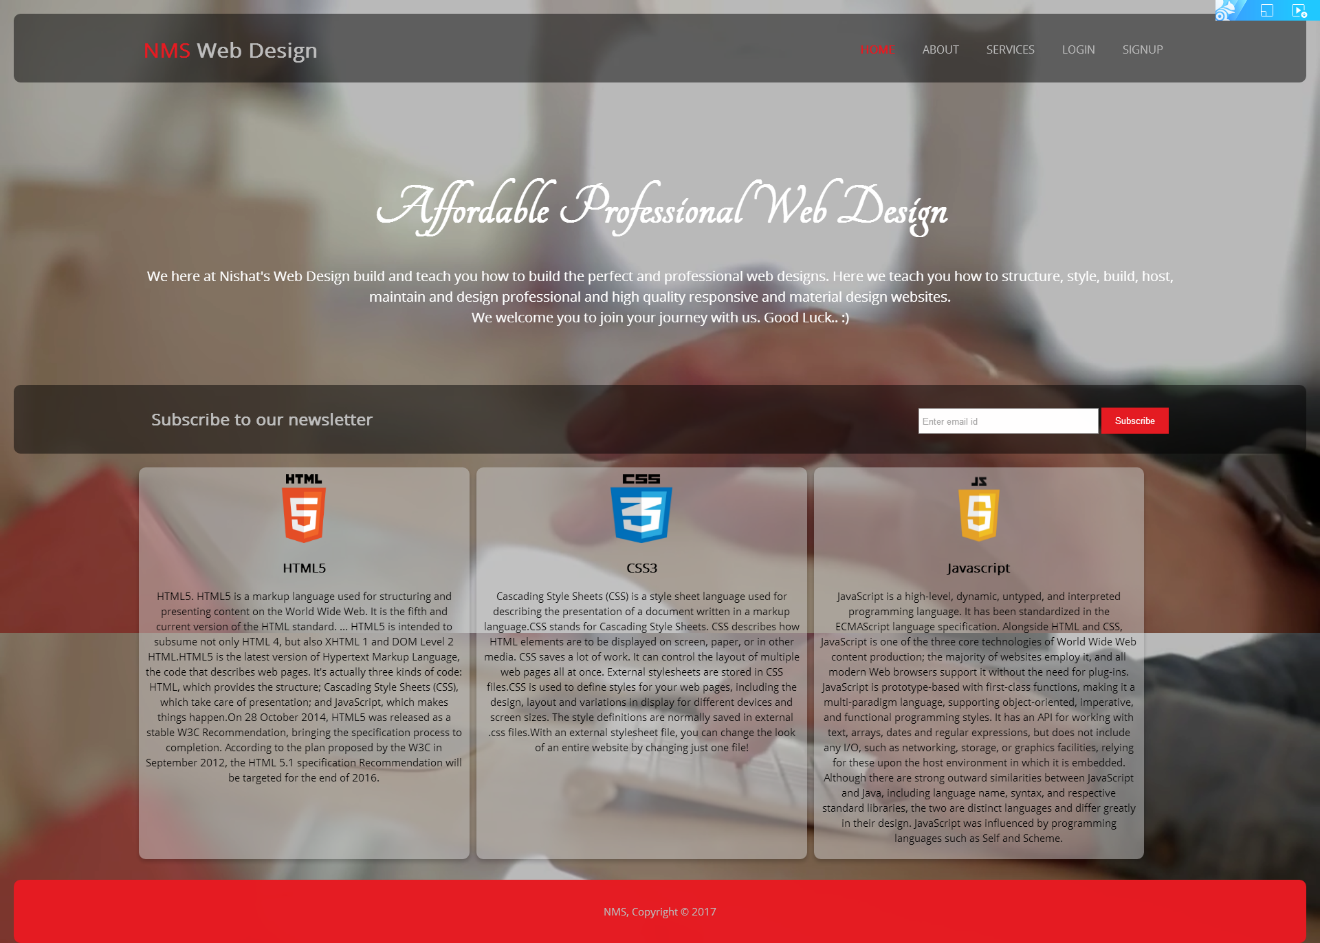 NMS Web Design
HOME ABOUT SERVICES LOGIN SIGNUP
Affordable Professional Web Design
We here at Nishat's Web Design build and teach you how to build the perfect and professional web designs. Here we teach you how to structure, style, build, host,
maintain and design professional and high quality responsive and material design websites.
We welcome you to join your journey with us. Good Luck.. :)
Subscribe to our newsletter
Enter email id
Subscribe
HTML
5
HTML5
HTML5. HTML5 is a markup language used for structuring and
presenting content on the World Wide Web. It is the fifth and
current version of the HTML standard. ... HTML5 is intended to
subsume not only HTML 4, but also XHTML 1 and DOM Level 2
HTML.HTML5 is the latest version of Hypertext Markup Language,
the code that describes web pages. It's actually three kinds of code:
HTML, which provides the structure; Cascading Style Sheets (CSS),
which take care of presentation; and JavaScript, which makes
things happen.On 28 October 2014, HTML5 was released as a
stable W3C Recommendation, bringing the specification process to
completion. According to the plan proposed by the W3C in
September 2012, the HTML 5.1 specification Recommendation will
be targeted for the end of 2016.
CSS
3
CSS3
Cascading Style Sheets (CSS) is a style sheet language used for
describing the presentation of a document written in a markup
language.CSS stands for Cascading Style Sheets. CSS describes how
HTML elements are to be displayed on screen, paper, or in other
media. CSS saves a lot of work. It can control the layout of multiple
web pages all at once. External stylesheets are stored in CSS
files.CSS is used to define styles for your web pages, including the
design, layout and variations in display for different devices and
screen sizes. The style definitions are normally saved in external
.css files.With an external stylesheet file, you can change the look
of an entire website by changing just one file!
JS
5
Javascript
JavaScript is a high-level, dynamic, untyped, and interpreted
programming language. It has been standardized in the
ECMAScript language specification. Alongside HTML and CSS,
JavaScript is one of the three core technologies of World Wide Web
content production; the majority of websites employ it, and all
modern Web browsers support it without the need for plug-ins.
JavaScript is prototype-based with first-class functions, making it a
multi-paradigm language, supporting object-oriented, imperative,
and functional programming styles. It has an API for working with
text, arrays, dates and regular expressions, but does not include
any I/O, such as networking, storage, or graphics facilities, relying
for these upon the host environment in which it is embedded.
Although there are strong outward similarities between JavaScript
and Java, including language name, syntax, and respective
standard libraries, the two are distinct languages and differ greatly
in their design. JavaScript was influenced by programming
languages such as Self and Scheme.
NMS, Copyright © 2017